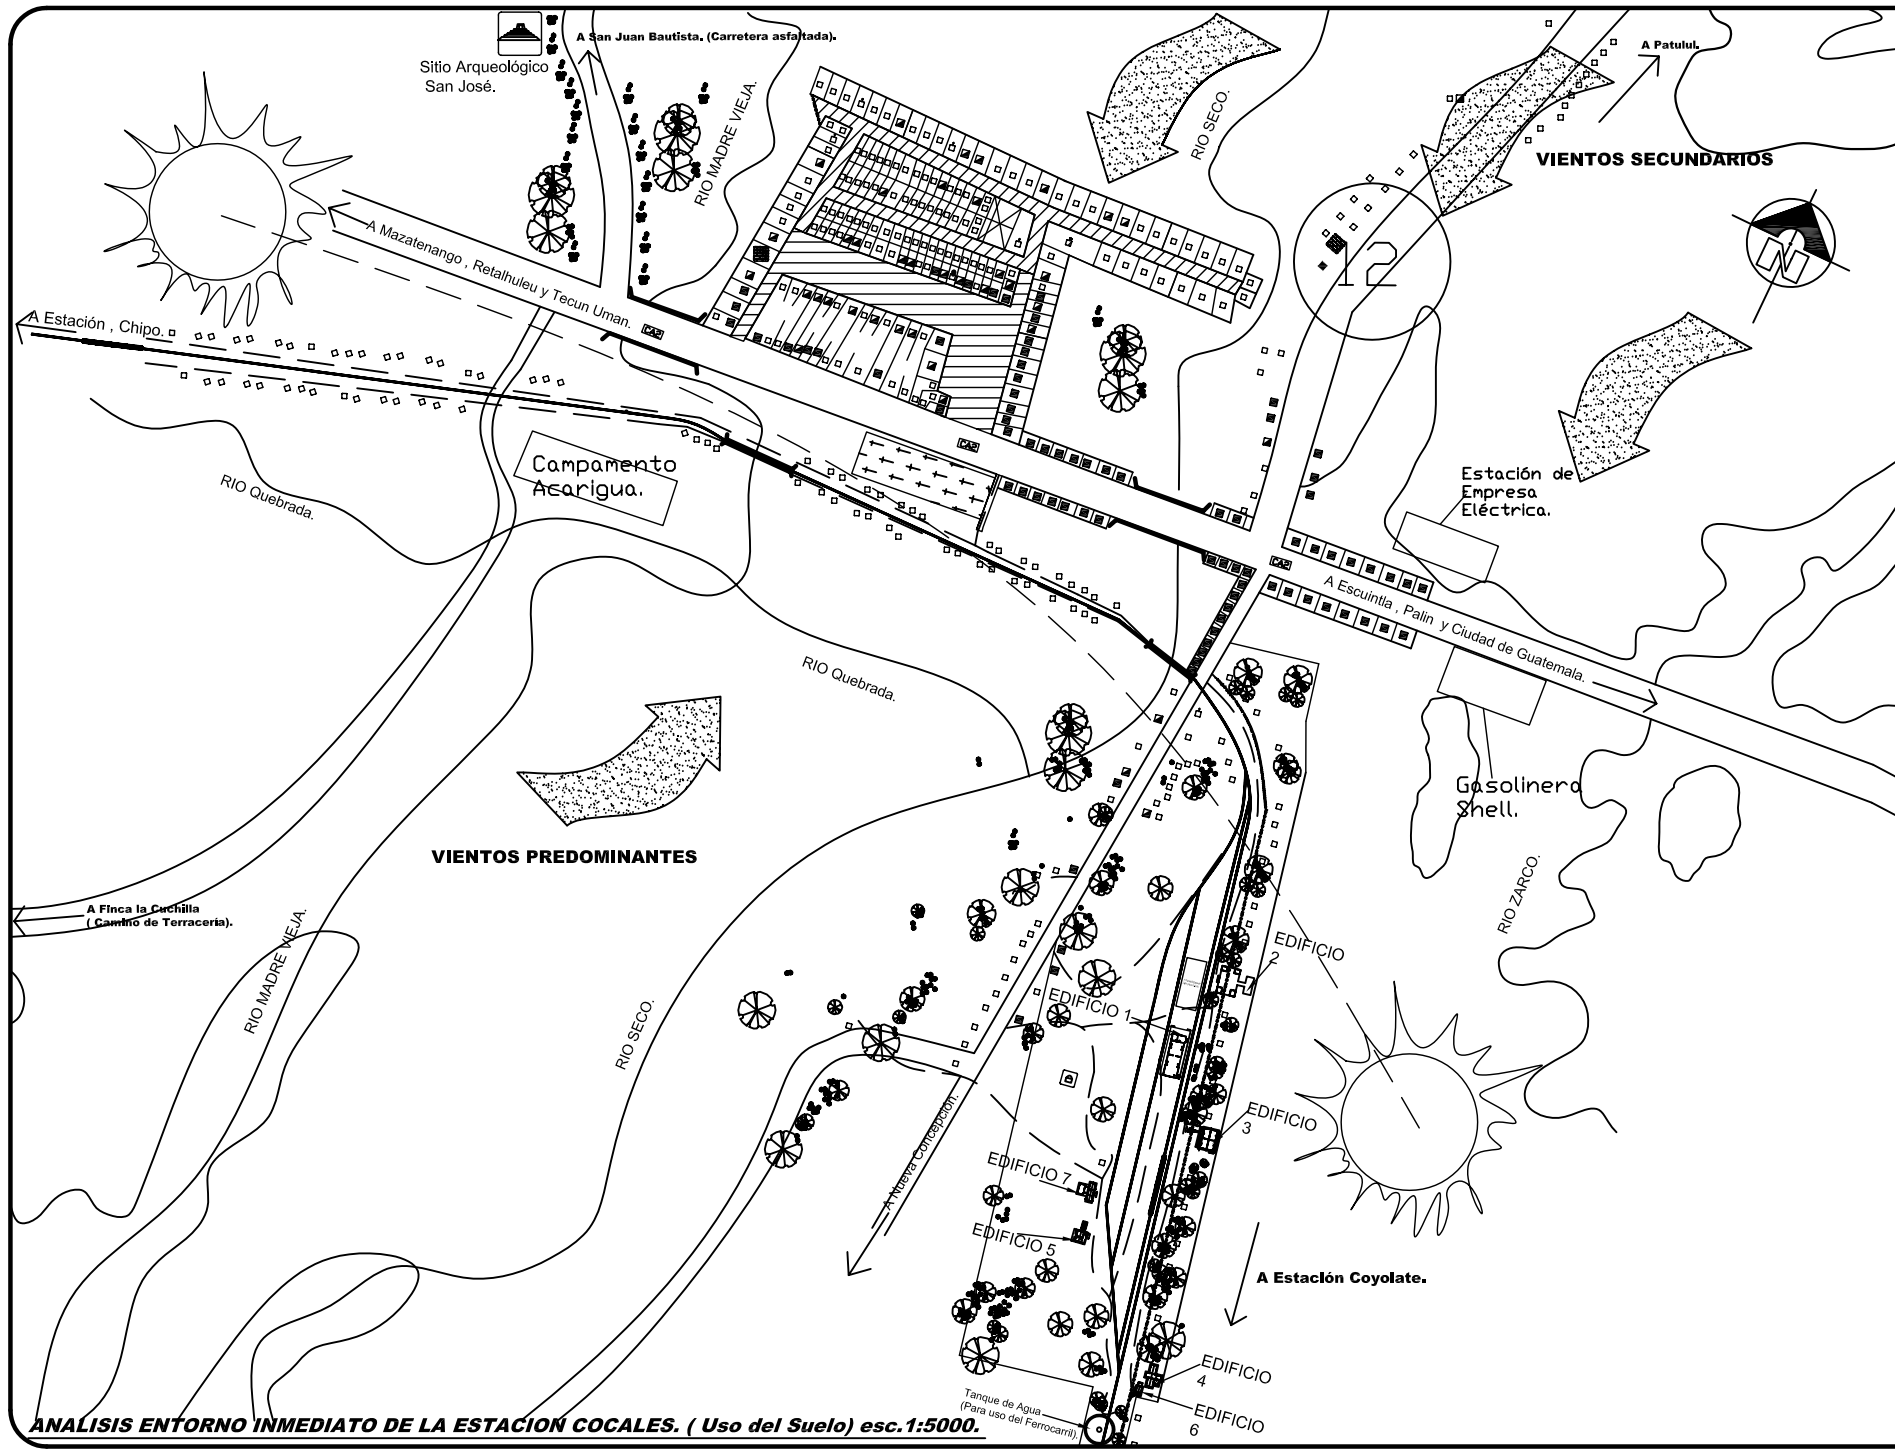 A San Juan Bautista. (Carretera asfaltada).
Sitio Arqueológico
San José.
RIO MADRE VIEJA.
RIO SECO.
A Patulul.
VIENTOS SECUNDARIOS
N
12
A Mazatenango , Retalhuleu y Tecun Uman.
A Estación , Chipo.
CA2
CA2
CA2
Campamento
Acarigua.
RIO Quebrada.
Estación de
Empresa
Eléctrica.
A Escuintla , Palin y Ciudad de Guatemala.
RIO Quebrada.
Gasolinera
Shell.
VIENTOS PREDOMINANTES
A Finca la Cuchilla
( Camino de Terracería).
RIO MADRE VIEJA.
RIO SECO.
RIO ZARCO.
EDIFICIO
2
EDIFICIO 1
D
EDIFICIO
3
A Nueva Concepción.
EDIFICIO 7
EDIFICIO 5
A Estación Coyolate.
EDIFICIO
4
EDIFICIO
6
Tanque de Agua
(Para uso del Ferrocarril).
ANALISIS ENTORNO INMEDIATO DE LA ESTACION COCALES. ( Uso del Suelo) esc.1:5000.